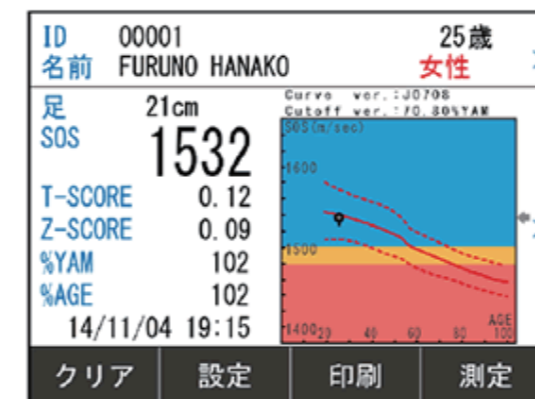 ID 00001 25歳
名前 FURUNO HANAKO 女性
足 21cm
SOS 1532
T-SCORE 0.12
Z-SCORE 0.09
%YAM 102
%AGE 102
14/11/04 19:15
Curve ver.:J0708
Cutoff ver.:70.80%YAM
SOS(m/sec)
1600
1500
1400
20 40 60 80 100
AGE
クリア 設定 印刷 測定